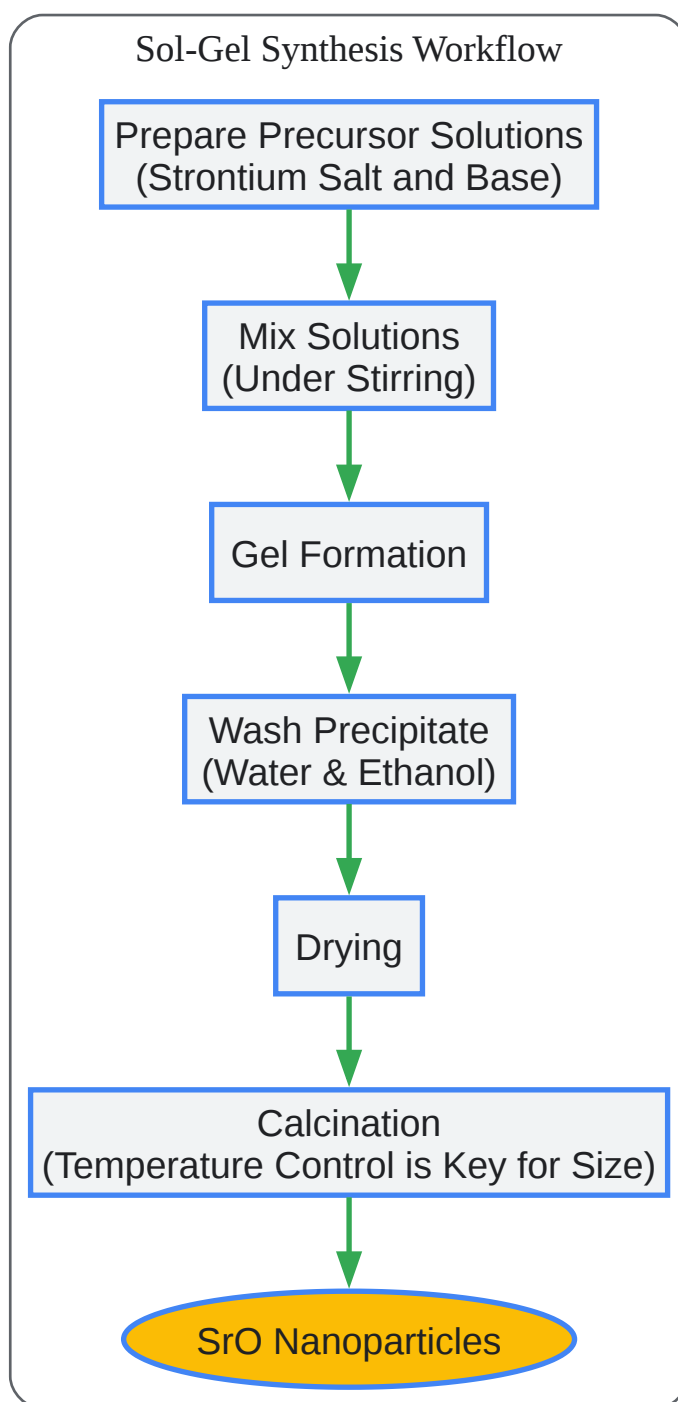 Sol-Gel Synthesis Workflow
Prepare Precursor Solutions
(Strontium Salt and Base)
Mix Solutions
(Under Stirring)
Gel Formation
Wash Precipitate
(Water & Ethanol)
Drying
Calcination
(Temperature Control is Key for Size)
SrO Nanoparticles